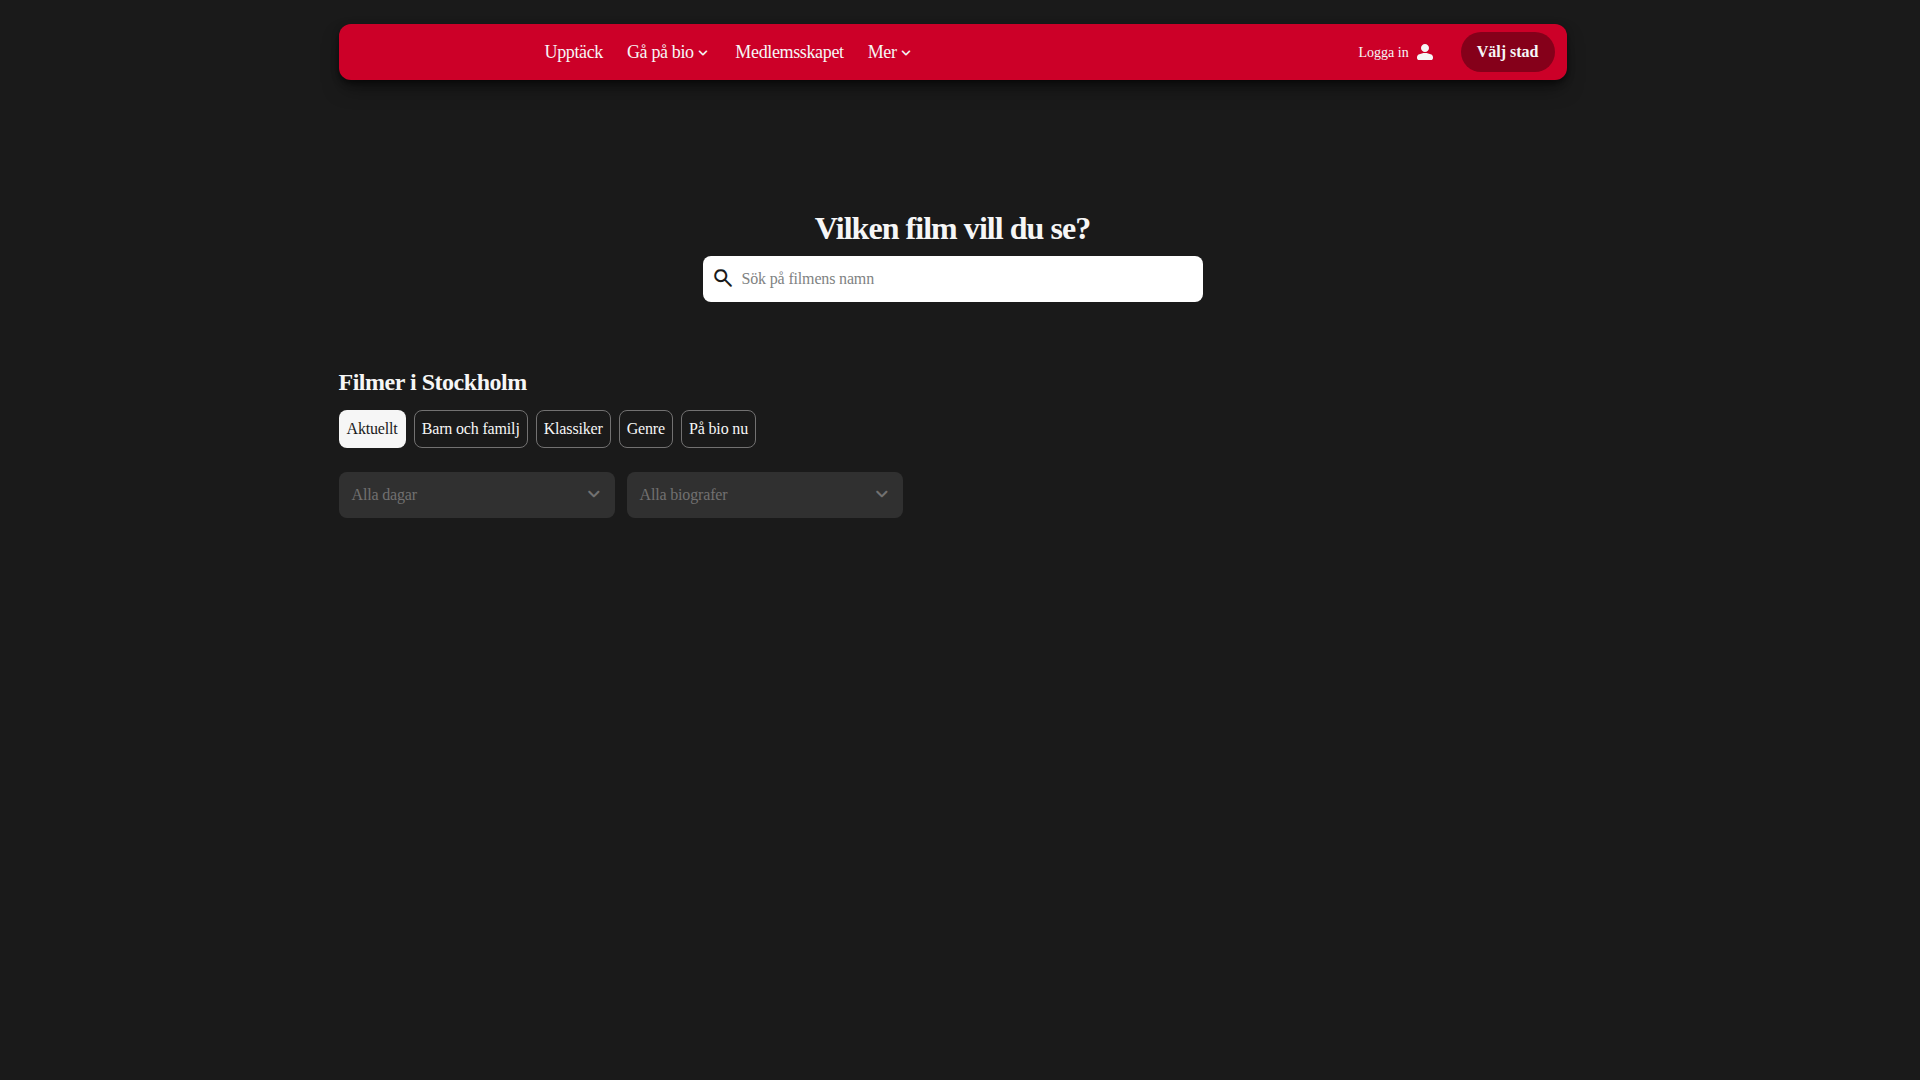 Upptäck Gå på bio Medlemsskapet Mer Logga in Välj stad
Vilken film vill du se?
Sök på filmens namn
Filmer i Stockholm
Aktuellt Barn och familj Klassiker Genre På bio nu
Alla dagar Alla biografer